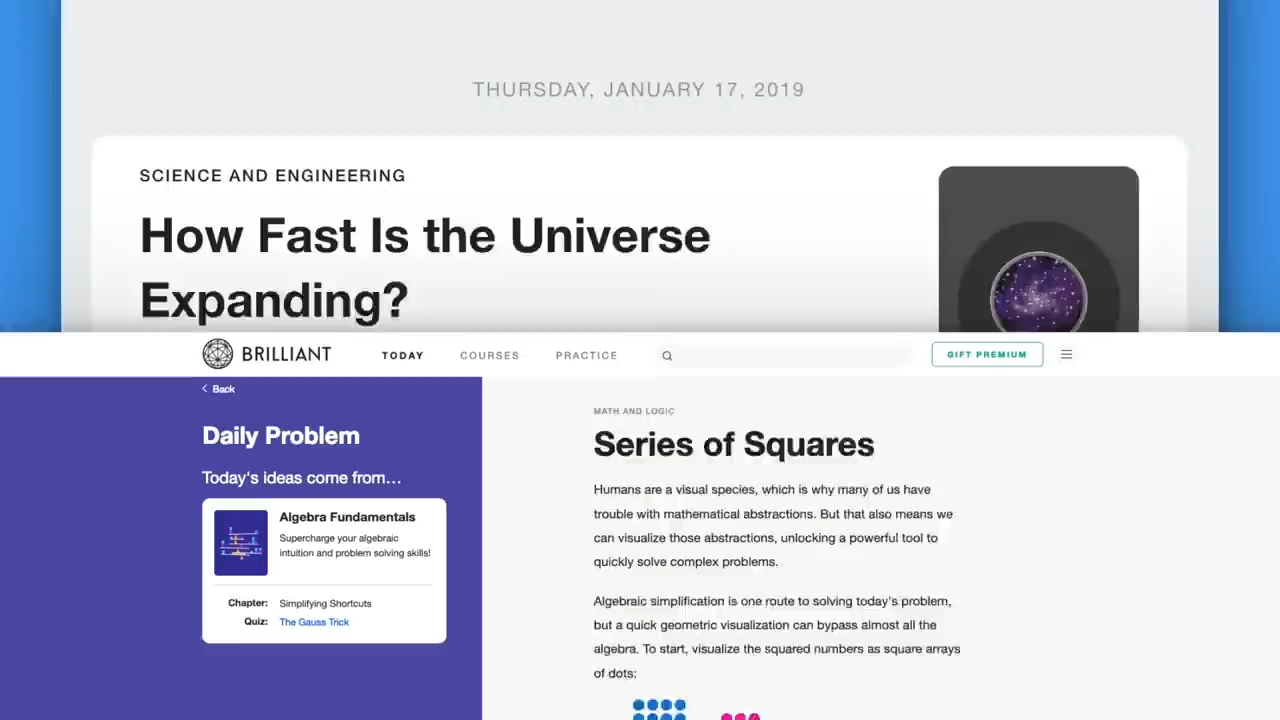 THURSDAY, JANUARY 17, 2019
SCIENCE AND ENGINEERING
How Fast Is the Universe
Expanding?
BRILLIANT
TODAY
COURSES
PRACTICE
GIFT PREMIUM
Back
Daily Problem
Today's ideas come from...
Algebra Fundamentals
Supercharge your algebraic
intuition and problem solving skills!
Chapter: Simplifying Shortcuts
Quiz: The Gauss Trick
MATH AND LOGIC
Series of Squares
Humans are a visual species, which is why many of us have
trouble with mathematical abstractions. But that also means we
can visualize those abstractions, unlocking a powerful tool to
quickly solve complex problems.
Algebraic simplification is one route to solving today's problem,
but a quick geometric visualization can bypass almost all the
algebra. To start, visualize the squared numbers as square arrays
of dots: